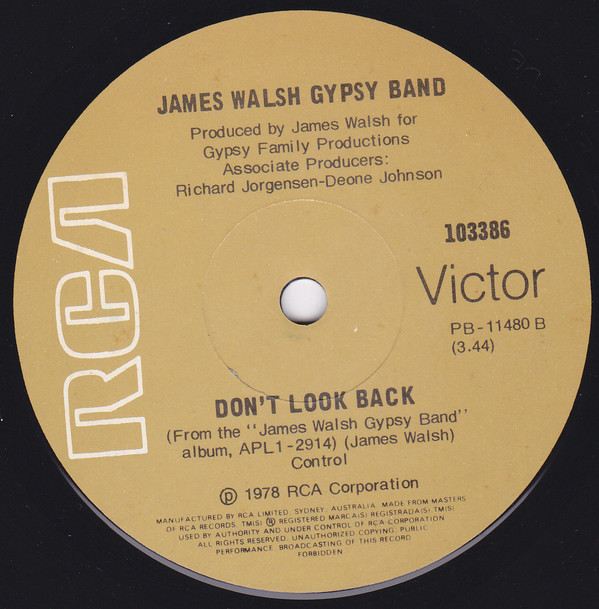 JAMES WALSH GYPSY BAND
Produced by James Walsh for
Gypsy Family Productions
Associate Producers:
Richard Jorgensen-Deone Johnson
RCA
103386
Victor
PB-11480 B
(3.44)
DON'T LOOK BACK
(From the "James Walsh Gypsy Band"
album, APL1-2914) (James Walsh)
Control
℗ 1978 RCA Corporation
MANUFACTURED BY RCA LIMITED, SYDNEY, AUSTRALIA. MADE FROM MASTERS
OF RCA RECORDS. TM(S) ® REGISTERED MARCA(S) REGISTRADA(S) TM(S)
USED BY AUTHORITY AND UNDER CONTROL OF RCA CORPORATION
ALL RIGHTS RESERVED. UNAUTHORIZED COPYING, PUBLIC
PERFORMANCE, BROADCASTING OF THIS RECORD
FORBIDDEN.